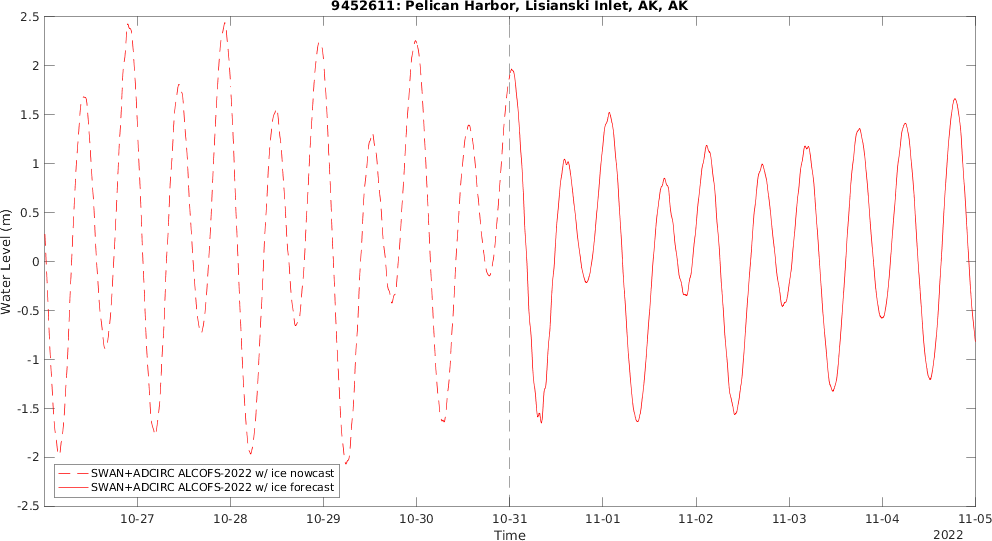 9452611: Pelican Harbor, Lisianski Inlet, AK, AK
2.5
2
1.5
1
0.5
0
-0.5
-1
-1.5
-2
-2.5
Water Level (m)
SWAN+ADCIRC ALCOFS-2022 w/ ice nowcast
SWAN+ADCIRC ALCOFS-2022 w/ ice forecast
10-27 10-28 10-29 10-30 10-31 11-01 11-02 11-03 11-04 11-05
Time
2022